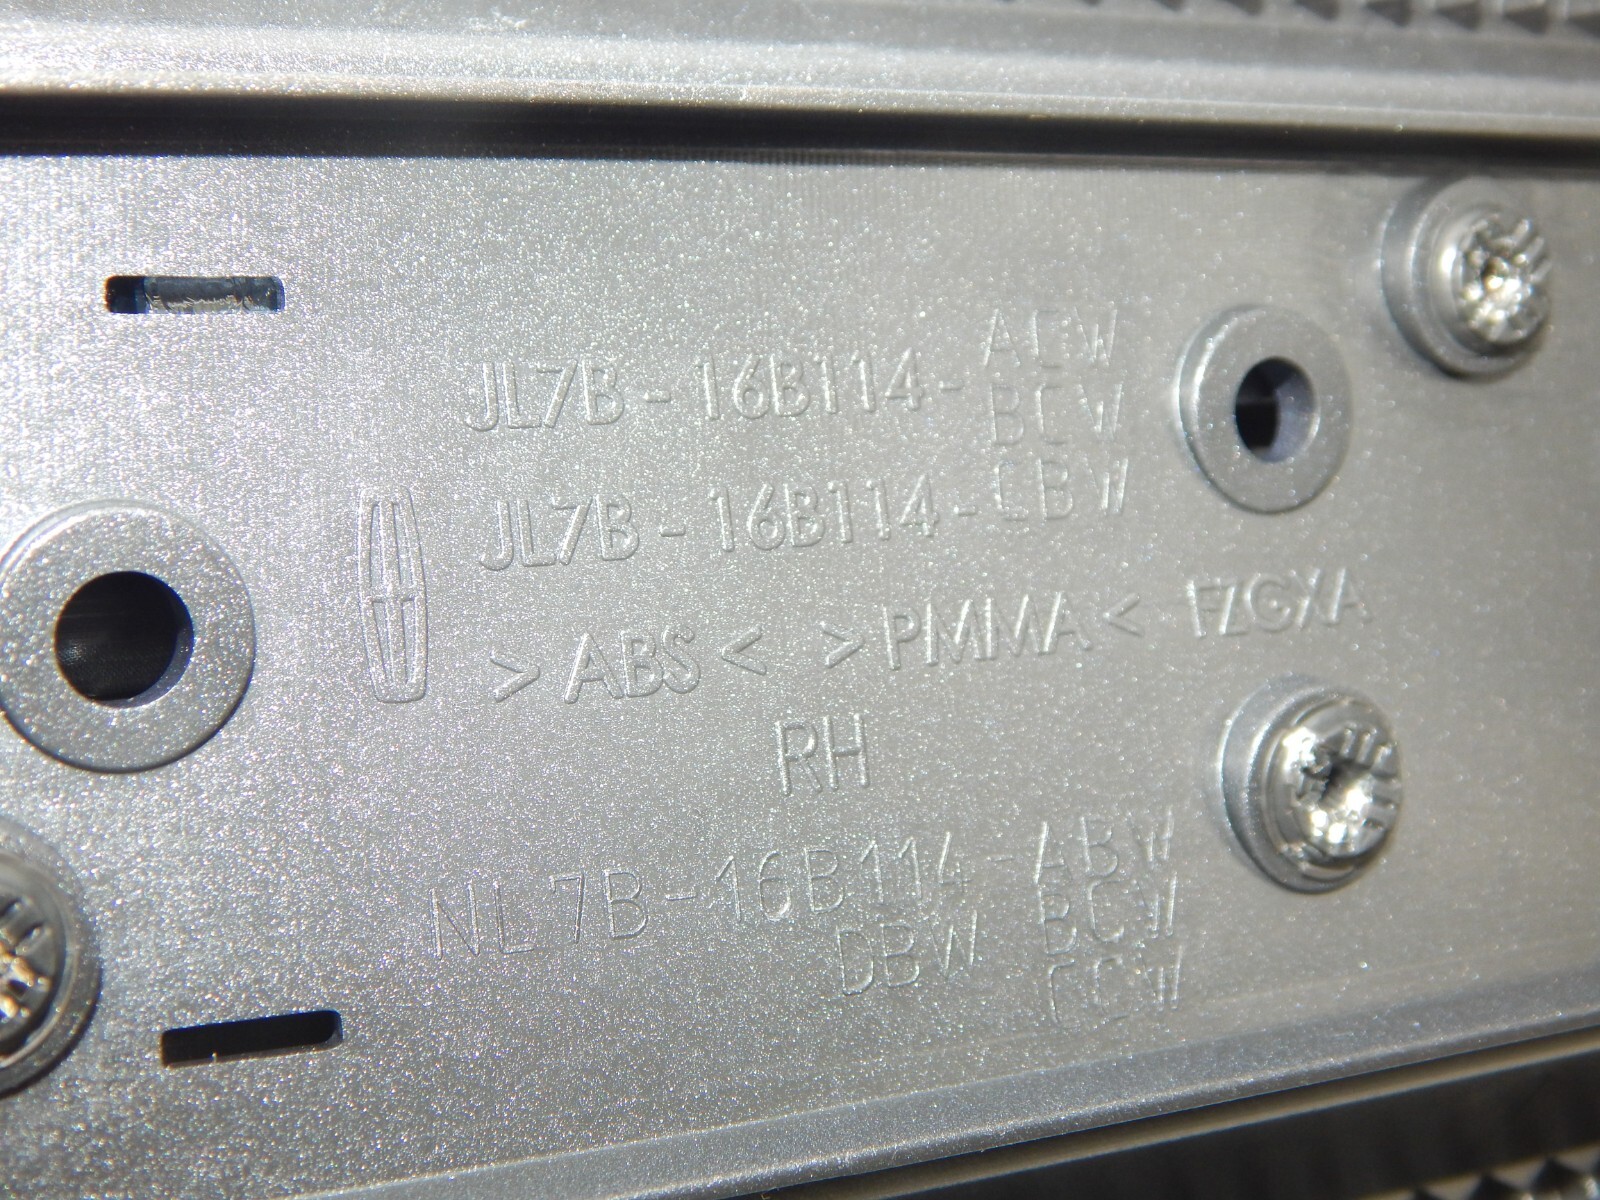 JL7B-16B114-ACW
BCW
JL7B-16B114-CBW
>ABS< >PMMA< FZGXA
RH
NL7B-16B114-ABW
DBW BCW
CCW